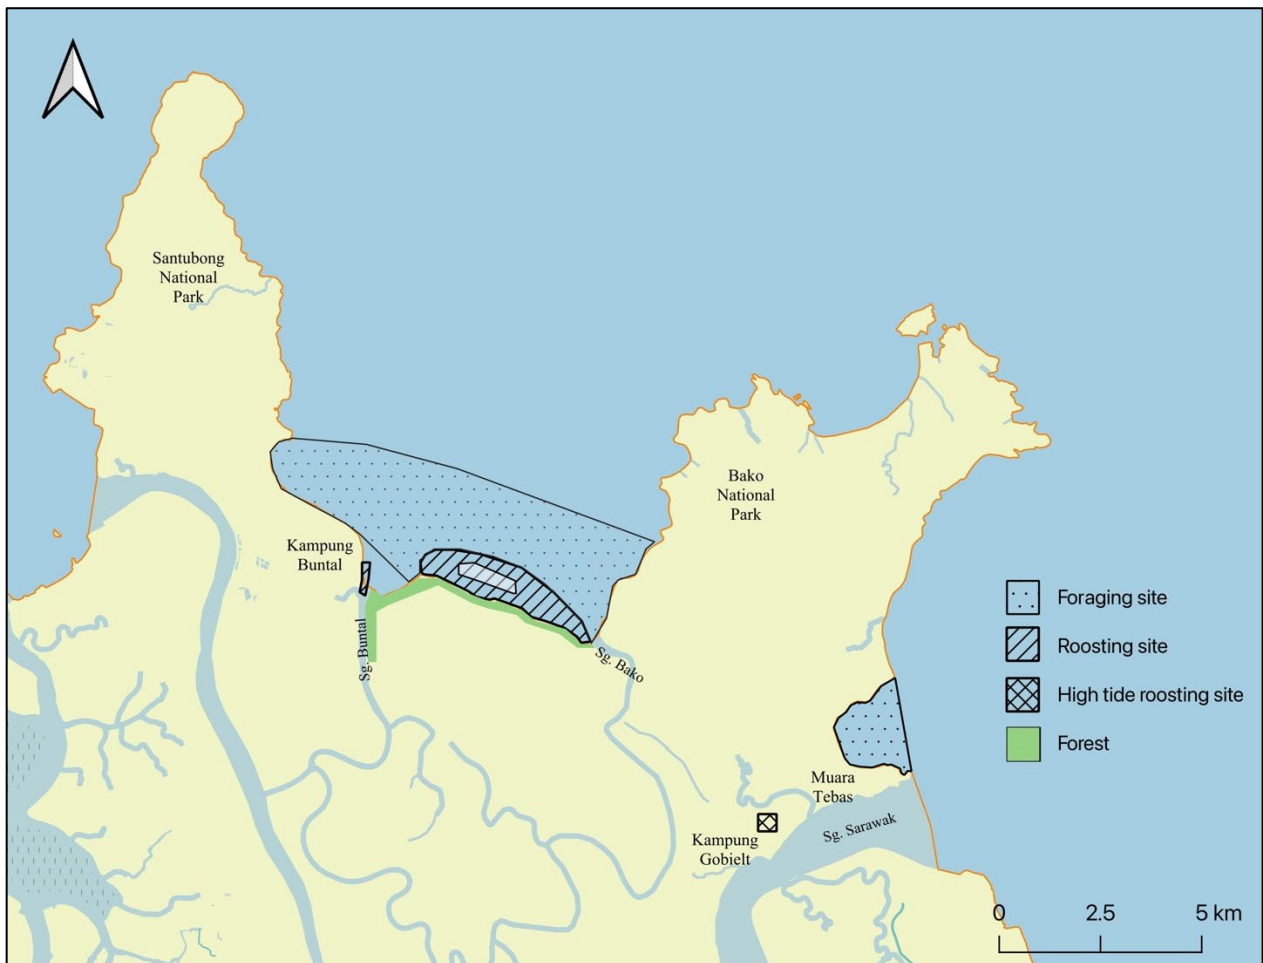 Santubong
National
Park
Bako
National
Park
Kampung
Buntal
Sg. Buntal
Sg. Bako
Muara
Tebas
Sg. Sarawak
Kampung
Gobielt
Foraging site
Roosting site
High tide roosting site
Forest
0 2.5 5 km